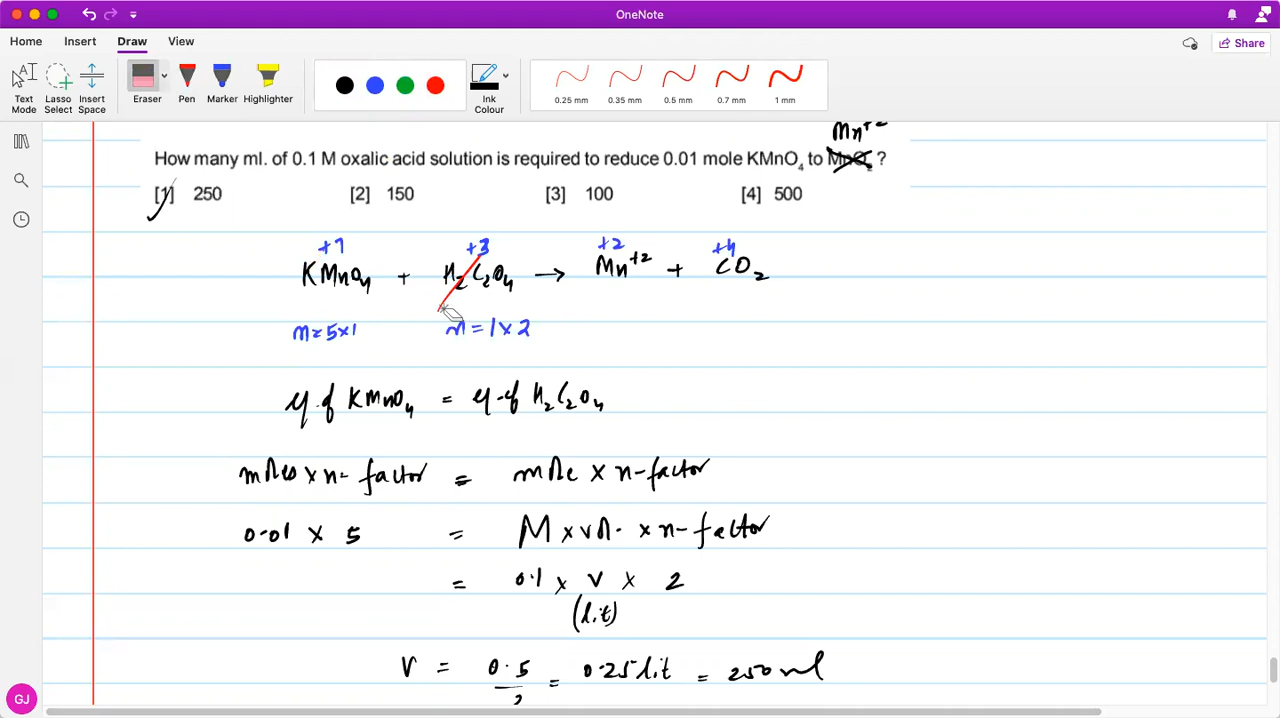 OneNote
Home Insert Draw View
Share
Text Mode
Lasso Select
Insert Space
Eraser
Pen
Marker
Highlighter
Ink Colour
0.25 mm
0.35 mm
0.5 mm
0.7 mm
1 mm
Mn+2
How many ml. of 0.1 M oxalic acid solution is required to reduce 0.01 mole KMnO4 to MnO2 ?
[1] 250 [2] 150 [3] 100 [4] 500
+7 +3 +2 +4
KMnO4 + H2C2O4 → Mn+2 + CO2
n=5×1 n=1×2
eq. of KMnO4 = eq. of H2C2O4
moles × n-factor = mole × n-factor
0.01 × 5 = M × vol. × n-factor
= 0.1 × V × 2
(lit)
V = 0.5 / 2 = 0.25 lit = 250 ml
GJ